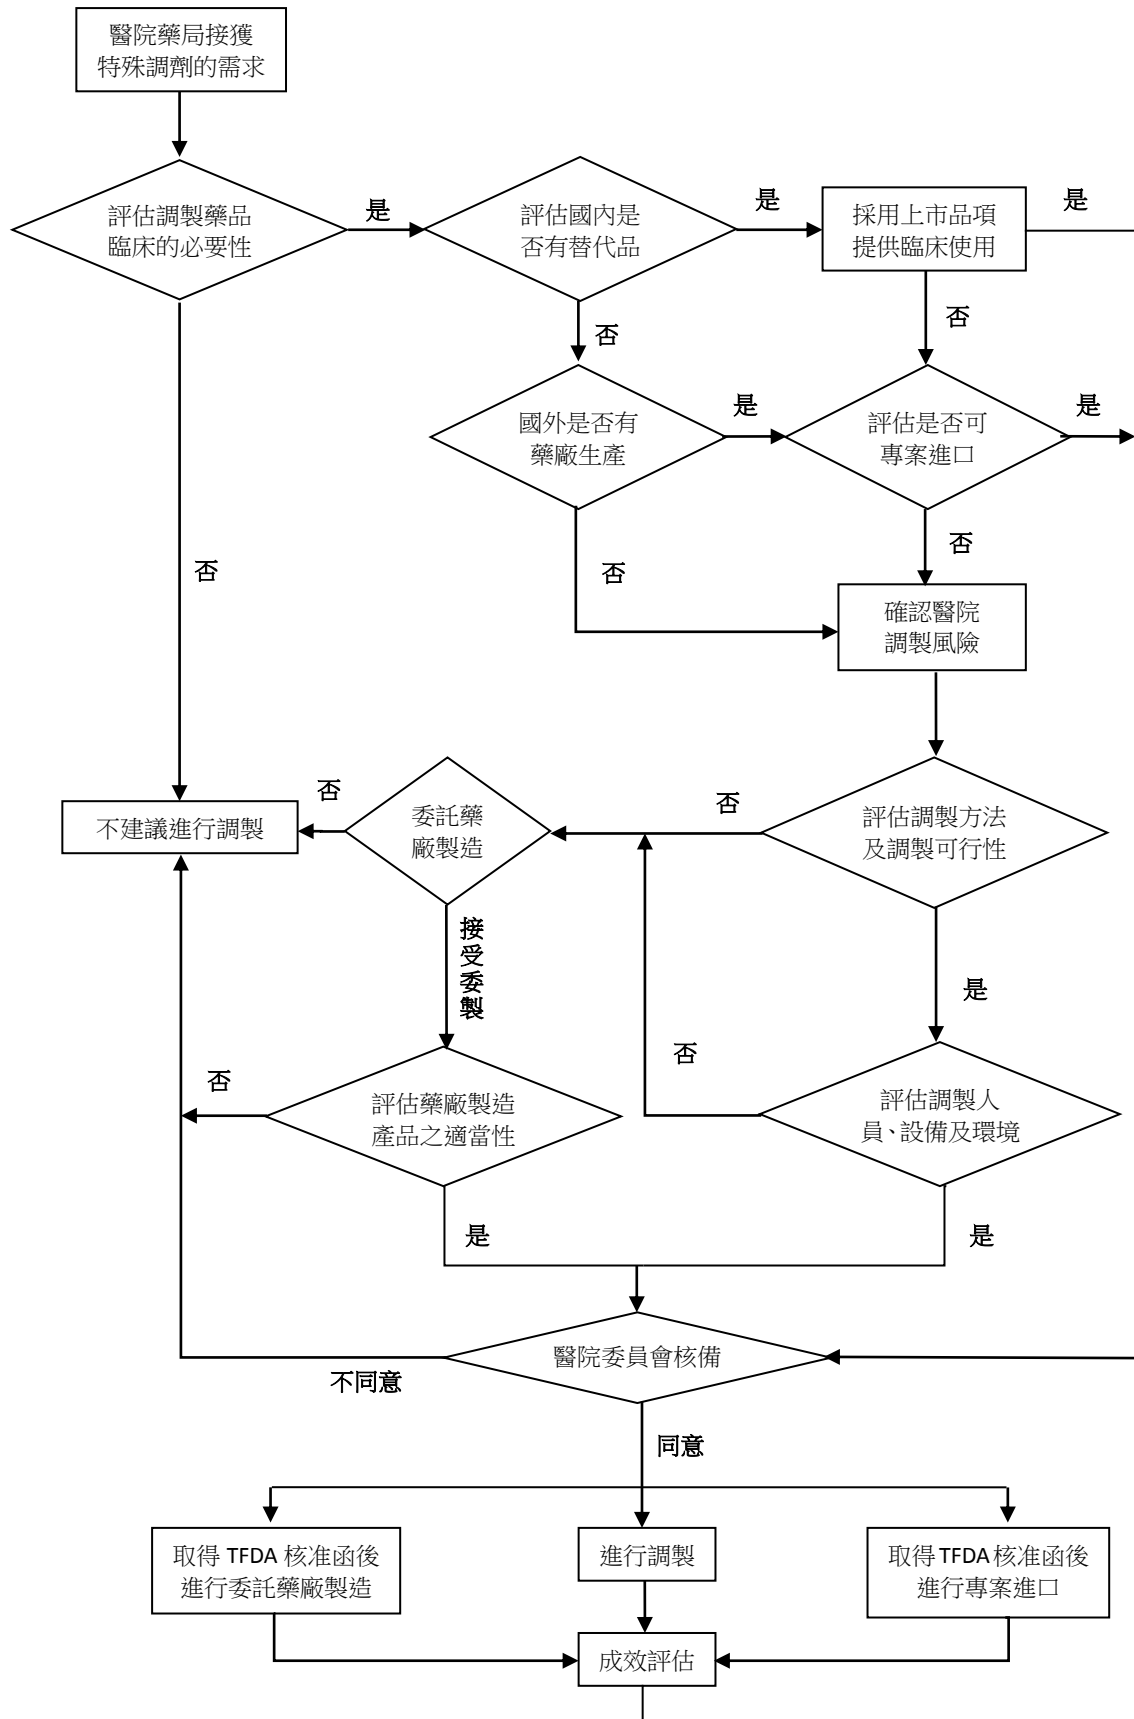 醫院藥局接獲
特殊調劑的需求
評估調製藥品
臨床的必要性
是
評估國內是
否有替代品
是
採用上市品項
提供臨床使用
是
否
否
國外是否有
藥廠生產
是
評估是否可
專案進口
是
否
否
否
確認醫院
調製風險
不建議進行調製
否
委託藥
廠製造
否
評估調製方法
及調製可行性
接
受
委
製
是
否
評估藥廠製造
產品之適當性
否
評估調製人
員、設備及環境
是
是
醫院委員會核備
不同意
同意
取得 TFDA 核准函後
進行委託藥廠製造
進行調製
取得 TFDA 核准函後
進行專案進口
成效評估